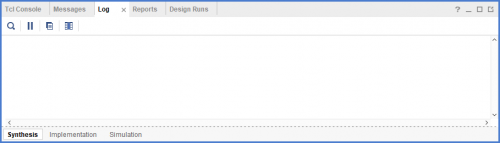 Tcl Console Messages Log × Reports Design Runs ? _
Synthesis Implementation Simulation